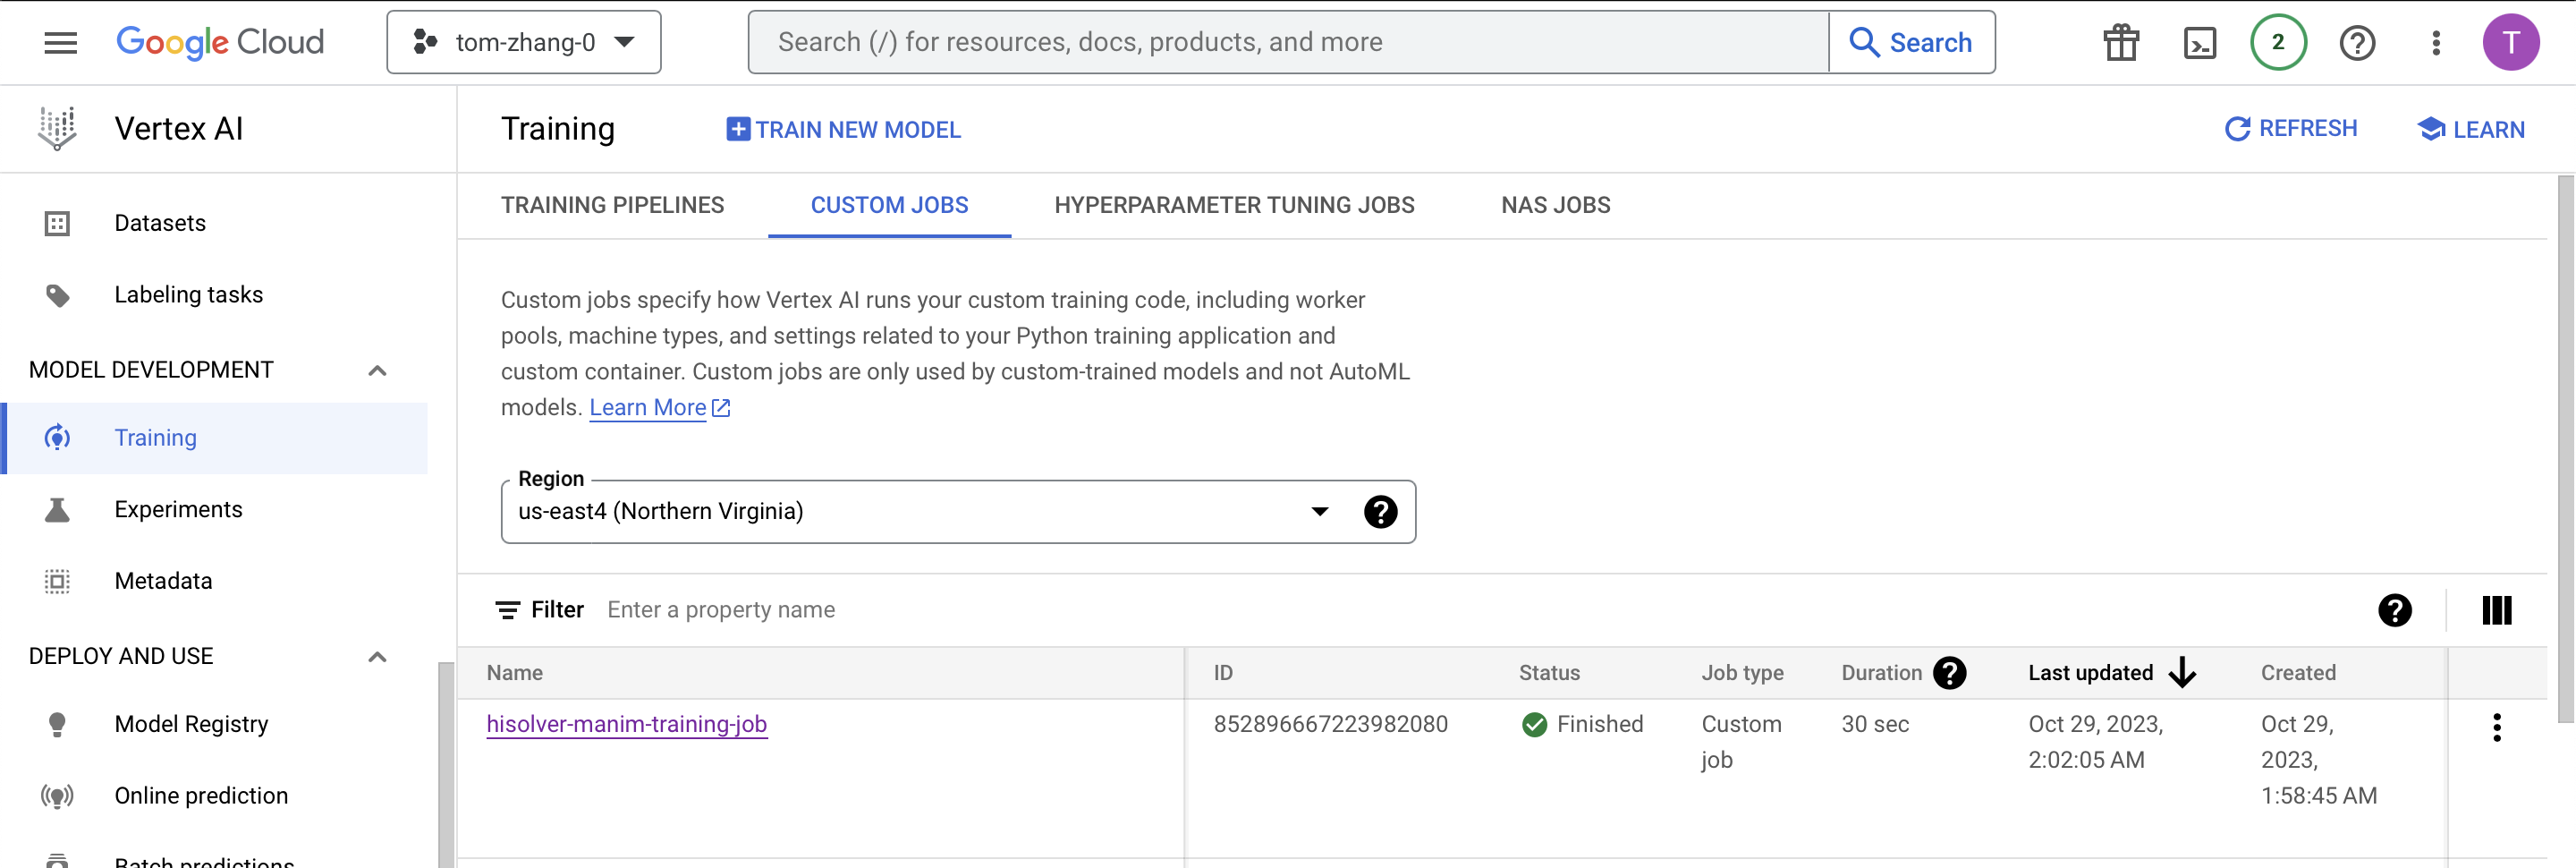 Google Cloud
tom-zhang-0
Search (/) for resources, docs, products, and more
Search
2
T
Vertex AI
Training
TRAIN NEW MODEL
REFRESH
LEARN
Datasets
Labeling tasks
MODEL DEVELOPMENT
Training
Experiments
Metadata
DEPLOY AND USE
Model Registry
Online prediction
Batch predictions
TRAINING PIPELINES
CUSTOM JOBS
HYPERPARAMETER TUNING JOBS
NAS JOBS
Custom jobs specify how Vertex AI runs your custom training code, including worker
pools, machine types, and settings related to your Python training application and
custom container. Custom jobs are only used by custom-trained models and not AutoML
models. Learn More
Region
us-east4 (Northern Virginia)
Filter Enter a property name
Name
ID
Status
Job type
Duration
Last updated
Created
hisolver-manim-training-job
852896667223982080
Finished
Custom
job
30 sec
Oct 29, 2023,
2:02:05 AM
Oct 29,
2023,
1:58:45 AM